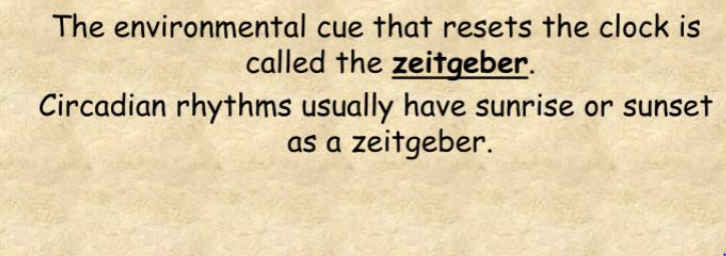 The environmental cue that resets the clock is
called the zeitgeber.
Circadian rhythms usually have sunrise or sunset
as a zeitgeber.